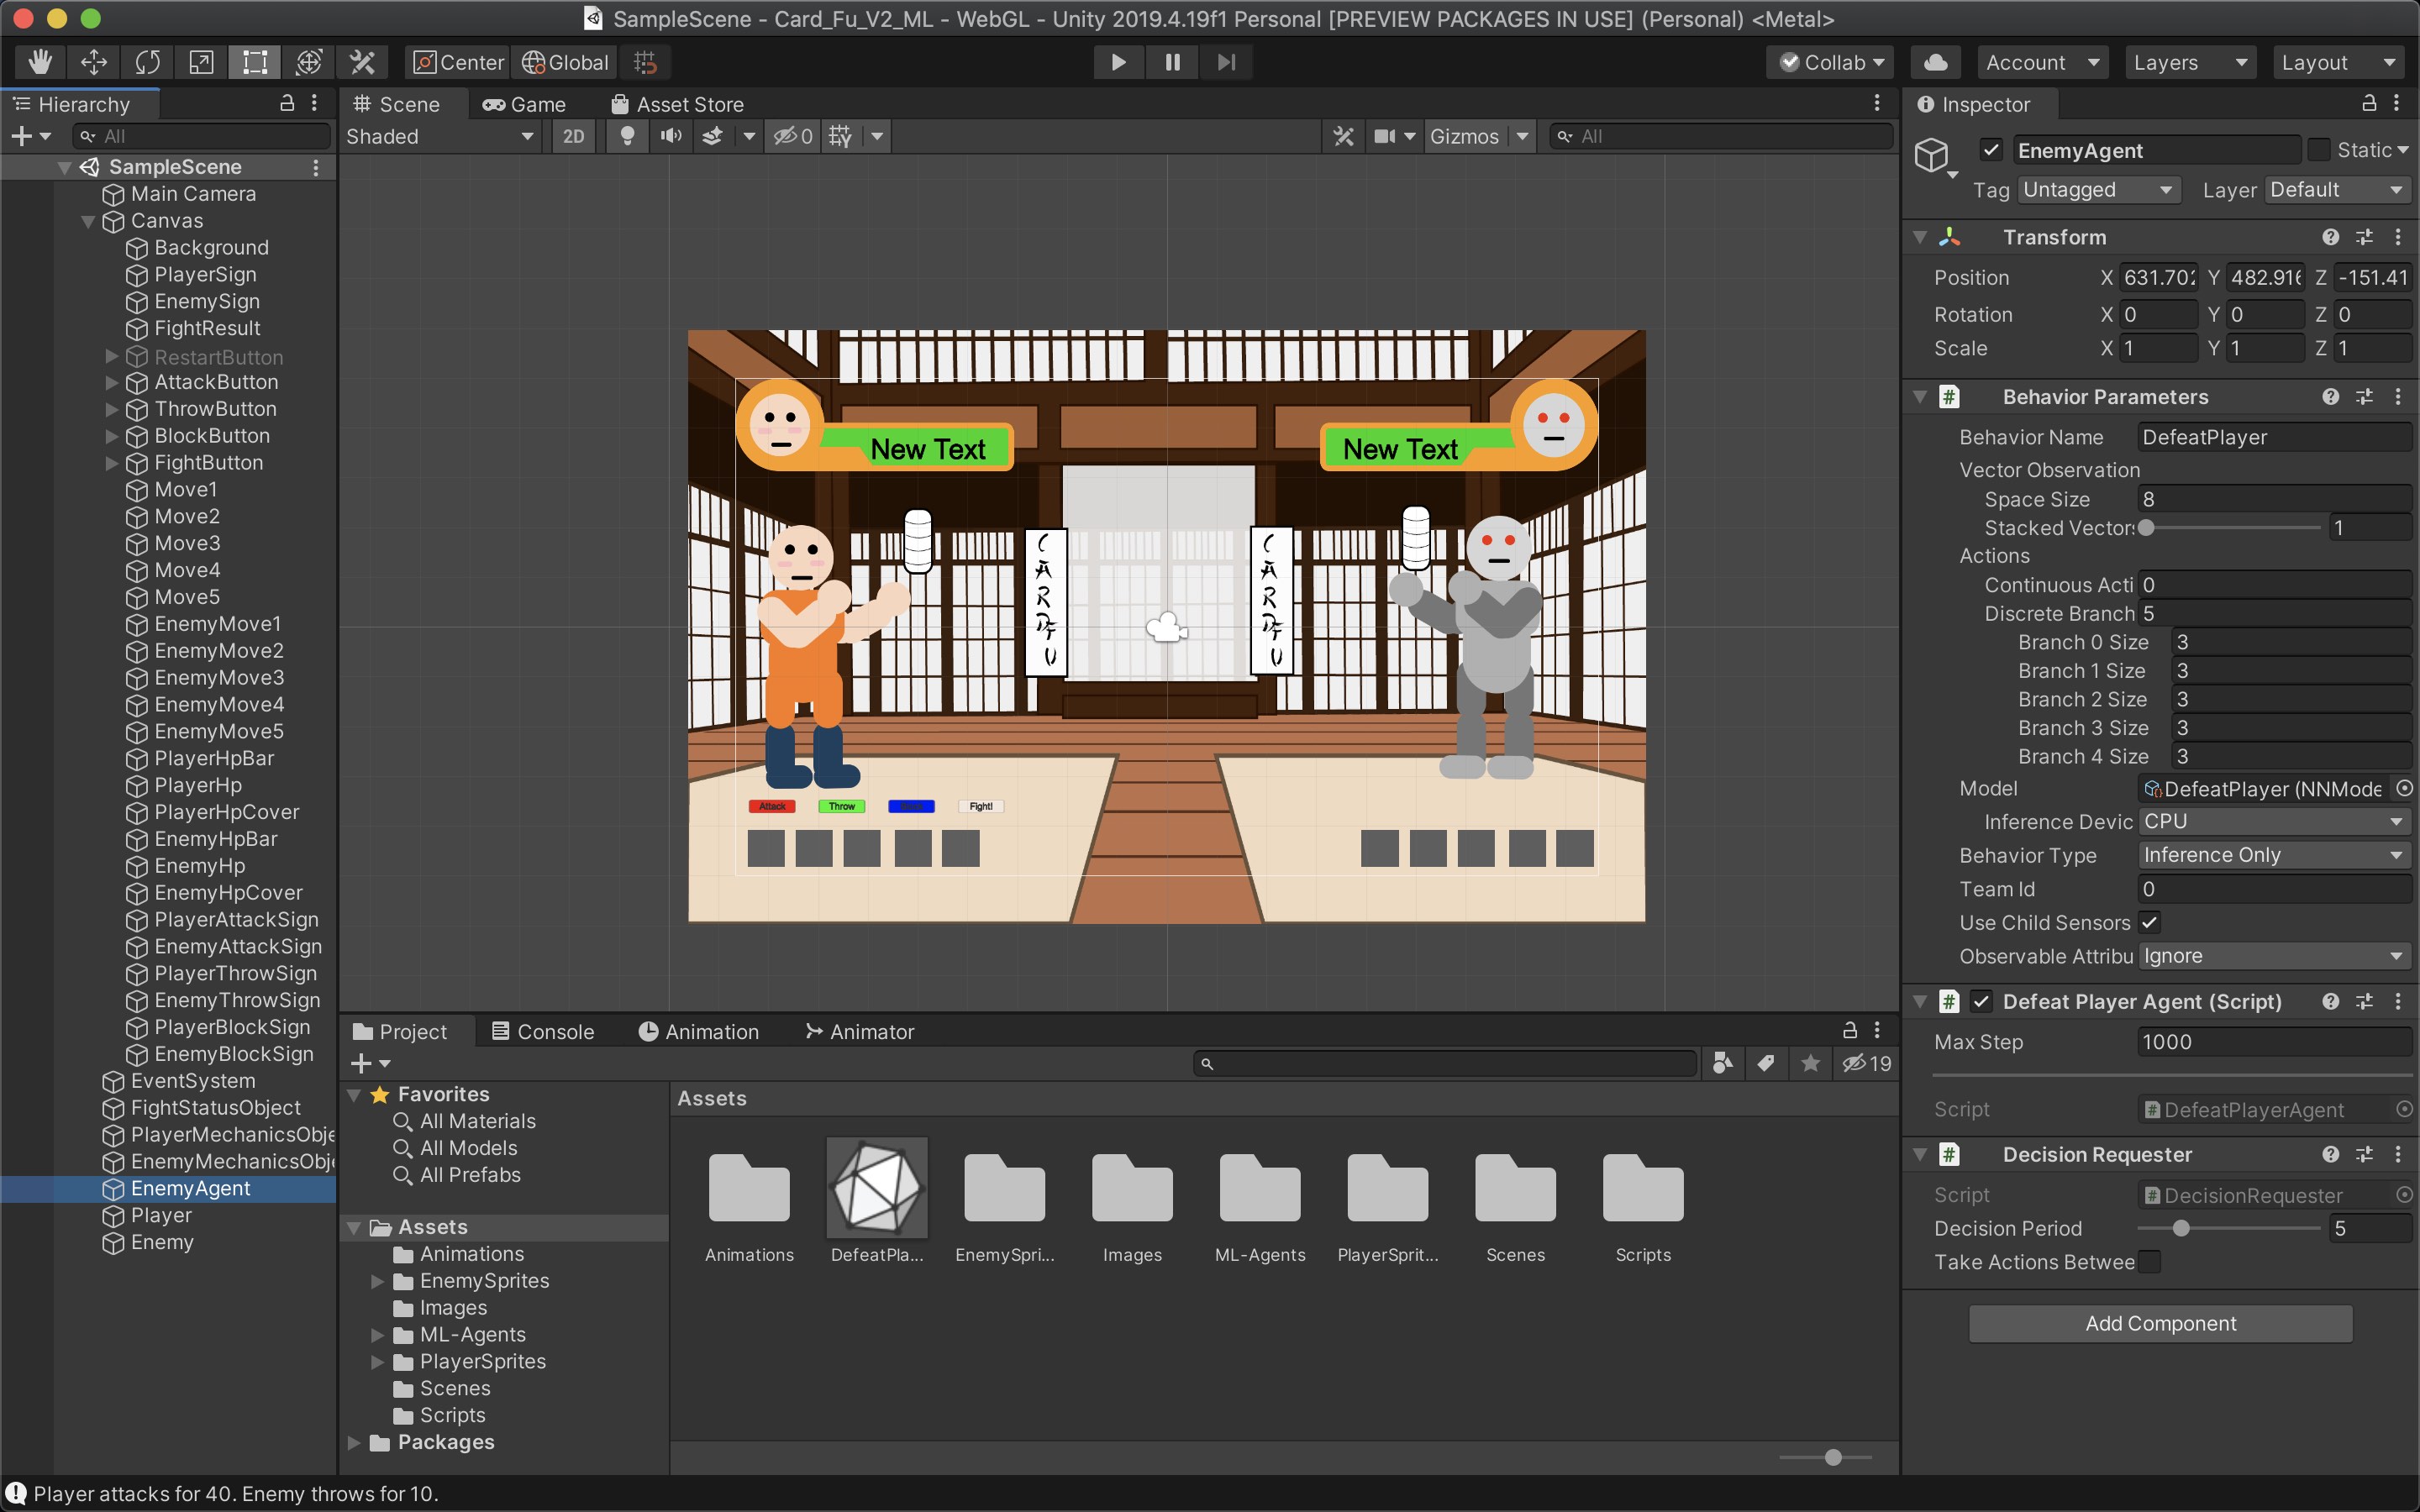 SampleScene - Card_Fu_V2_ML - WebGL - Unity 2019.4.19f1 Personal [PREVIEW PACKAGES IN USE] (Personal) <Metal>
Center Global Collab Account Layers Layout
Hierarchy
All
SampleScene
Main Camera
Canvas
Background
PlayerSign
EnemySign
FightResult
RestartButton
AttackButton
ThrowButton
BlockButton
FightButton
Move1
Move2
Move3
Move4
Move5
EnemyMove1
EnemyMove2
EnemyMove3
EnemyMove4
EnemyMove5
PlayerHpBar
PlayerHp
PlayerHpCover
EnemyHpBar
EnemyHp
EnemyHpCover
PlayerAttackSign
EnemyAttackSign
PlayerThrowSign
EnemyThrowSign
PlayerBlockSign
EnemyBlockSign
EventSystem
FightStatusObject
PlayerMechanicsObje
EnemyMechanicsObje
EnemyAgent
Player
Enemy
Scene Game Asset Store
Shaded 2D 0 Gizmos All
New Text New Text
CARDFU CARDFU
Attack Throw Fight!
Project Console Animation Animator
19
Favorites
All Materials
All Models
All Prefabs
Assets
Animations
EnemySprites
Images
ML-Agents
PlayerSprites
Scenes
Scripts
Packages
Assets
Animations DefeatPla... EnemySpri... Images ML-Agents PlayerSprit... Scenes Scripts
Inspector
EnemyAgent Static
Tag Untagged Layer Default
Transform
Position X 631.702 Y 482.916 Z -151.41
Rotation X 0 Y 0 Z 0
Scale X 1 Y 1 Z 1
Behavior Parameters
Behavior Name DefeatPlayer
Vector Observation
Space Size 8
Stacked Vectors 1
Actions
Continuous Acti 0
Discrete Branch 5
Branch 0 Size 3
Branch 1 Size 3
Branch 2 Size 3
Branch 3 Size 3
Branch 4 Size 3
Model DefeatPlayer (NNMode
Inference Devic CPU
Behavior Type Inference Only
Team Id 0
Use Child Sensors
Observable Attribu Ignore
Defeat Player Agent (Script)
Max Step 1000
Script DefeatPlayerAgent
Decision Requester
Script DecisionRequester
Decision Period 5
Take Actions Betwee
Add Component
Player attacks for 40. Enemy throws for 10.